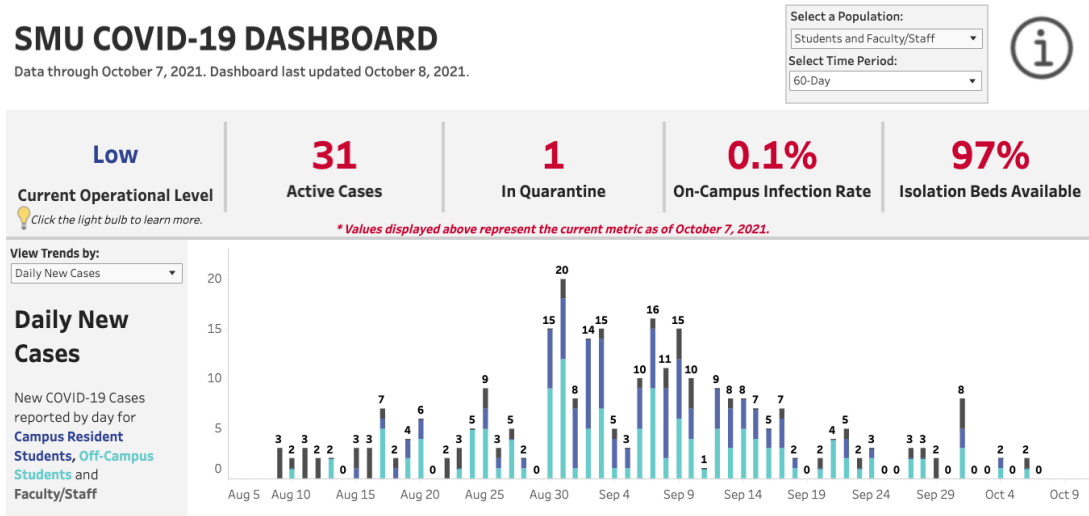 SMU COVID-19 DASHBOARD
Data through October 7, 2021. Dashboard last updated October 8, 2021.
Select a Population:
Students and Faculty/Staff
Select Time Period:
60-Day
i
Low
Current Operational Level
Click the light bulb to learn more.
31
Active Cases
1
In Quarantine
0.1%
On-Campus Infection Rate
97%
Isolation Beds Available
* Values displayed above represent the current metric as of October 7, 2021.
View Trends by:
Daily New Cases
Daily New
Cases
New COVID-19 Cases
reported by day for
Campus Resident
Students, Off-Campus
Students and
Faculty/Staff
20
15
10
5
0
3 2 3 2 2 0 3 3 7 2 4 6 0 2 3 5 9 3 5 2 0 15 20 8 14 15 5 3 10 16 11 15 10 1 9 8 8 7 5 7 2 0 2 4 5 2 3 0 0 3 3 2 0 8 0 0 2 0 2 0
Aug 5 Aug 10 Aug 15 Aug 20 Aug 25 Aug 30 Sep 4 Sep 9 Sep 14 Sep 19 Sep 24 Sep 29 Oct 4 Oct 9